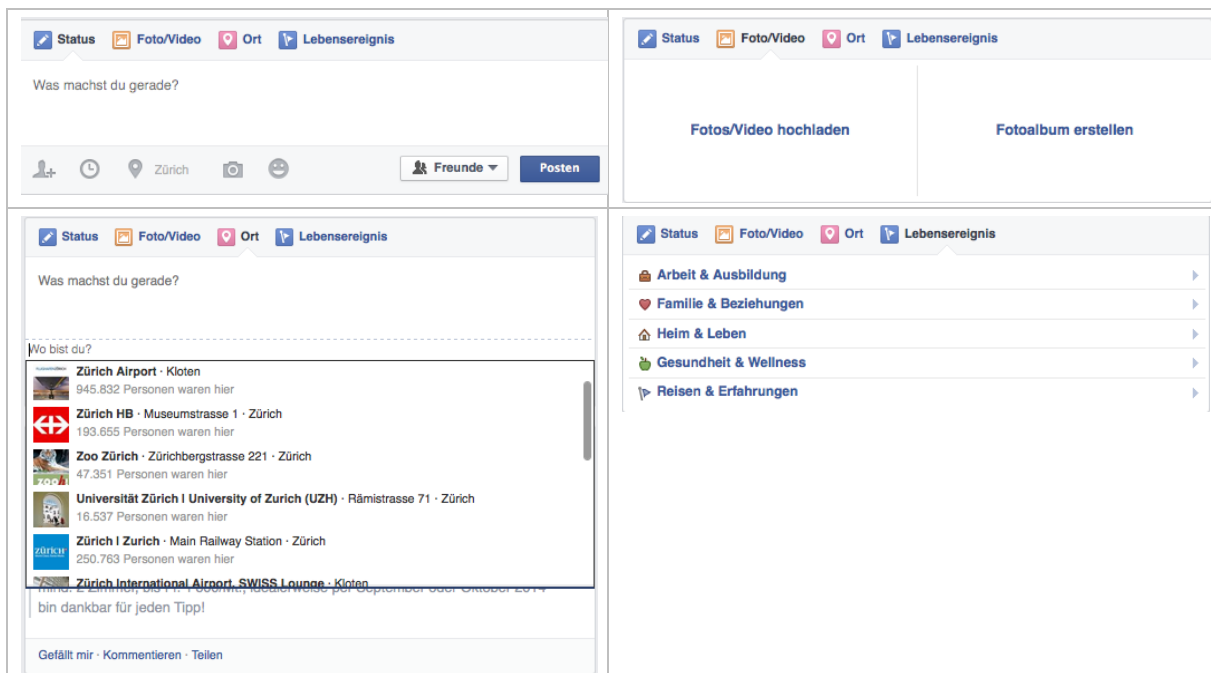 Status Foto/Video Ort Lebensereignis
Was machst du gerade?
Zürich Freunde Posten
Status Foto/Video Ort Lebensereignis
Fotos/Video hochladen Fotoalbum erstellen
Status Foto/Video Ort Lebensereignis
Was machst du gerade?
Wo bist du?
Zürich Airport · Kloten
945.832 Personen waren hier
Zürich HB · Museumstrasse 1 · Zürich
193.655 Personen waren hier
Zoo Zürich · Zürichbergstrasse 221 · Zürich
47.351 Personen waren hier
ZOO
Universität Zürich | University of Zurich (UZH) · Rämistrasse 71 · Zürich
16.537 Personen waren hier
Zürich | Zurich · Main Railway Station · Zürich
250.763 Personen waren hier
ZÜRICH
Zürich International Airport, SWISS Lounge · Kloten
bin dankbar für jeden Tipp!
Gefällt mir · Kommentieren · Teilen
Status Foto/Video Ort Lebensereignis
Arbeit & Ausbildung
Familie & Beziehungen
Heim & Leben
Gesundheit & Wellness
Reisen & Erfahrungen